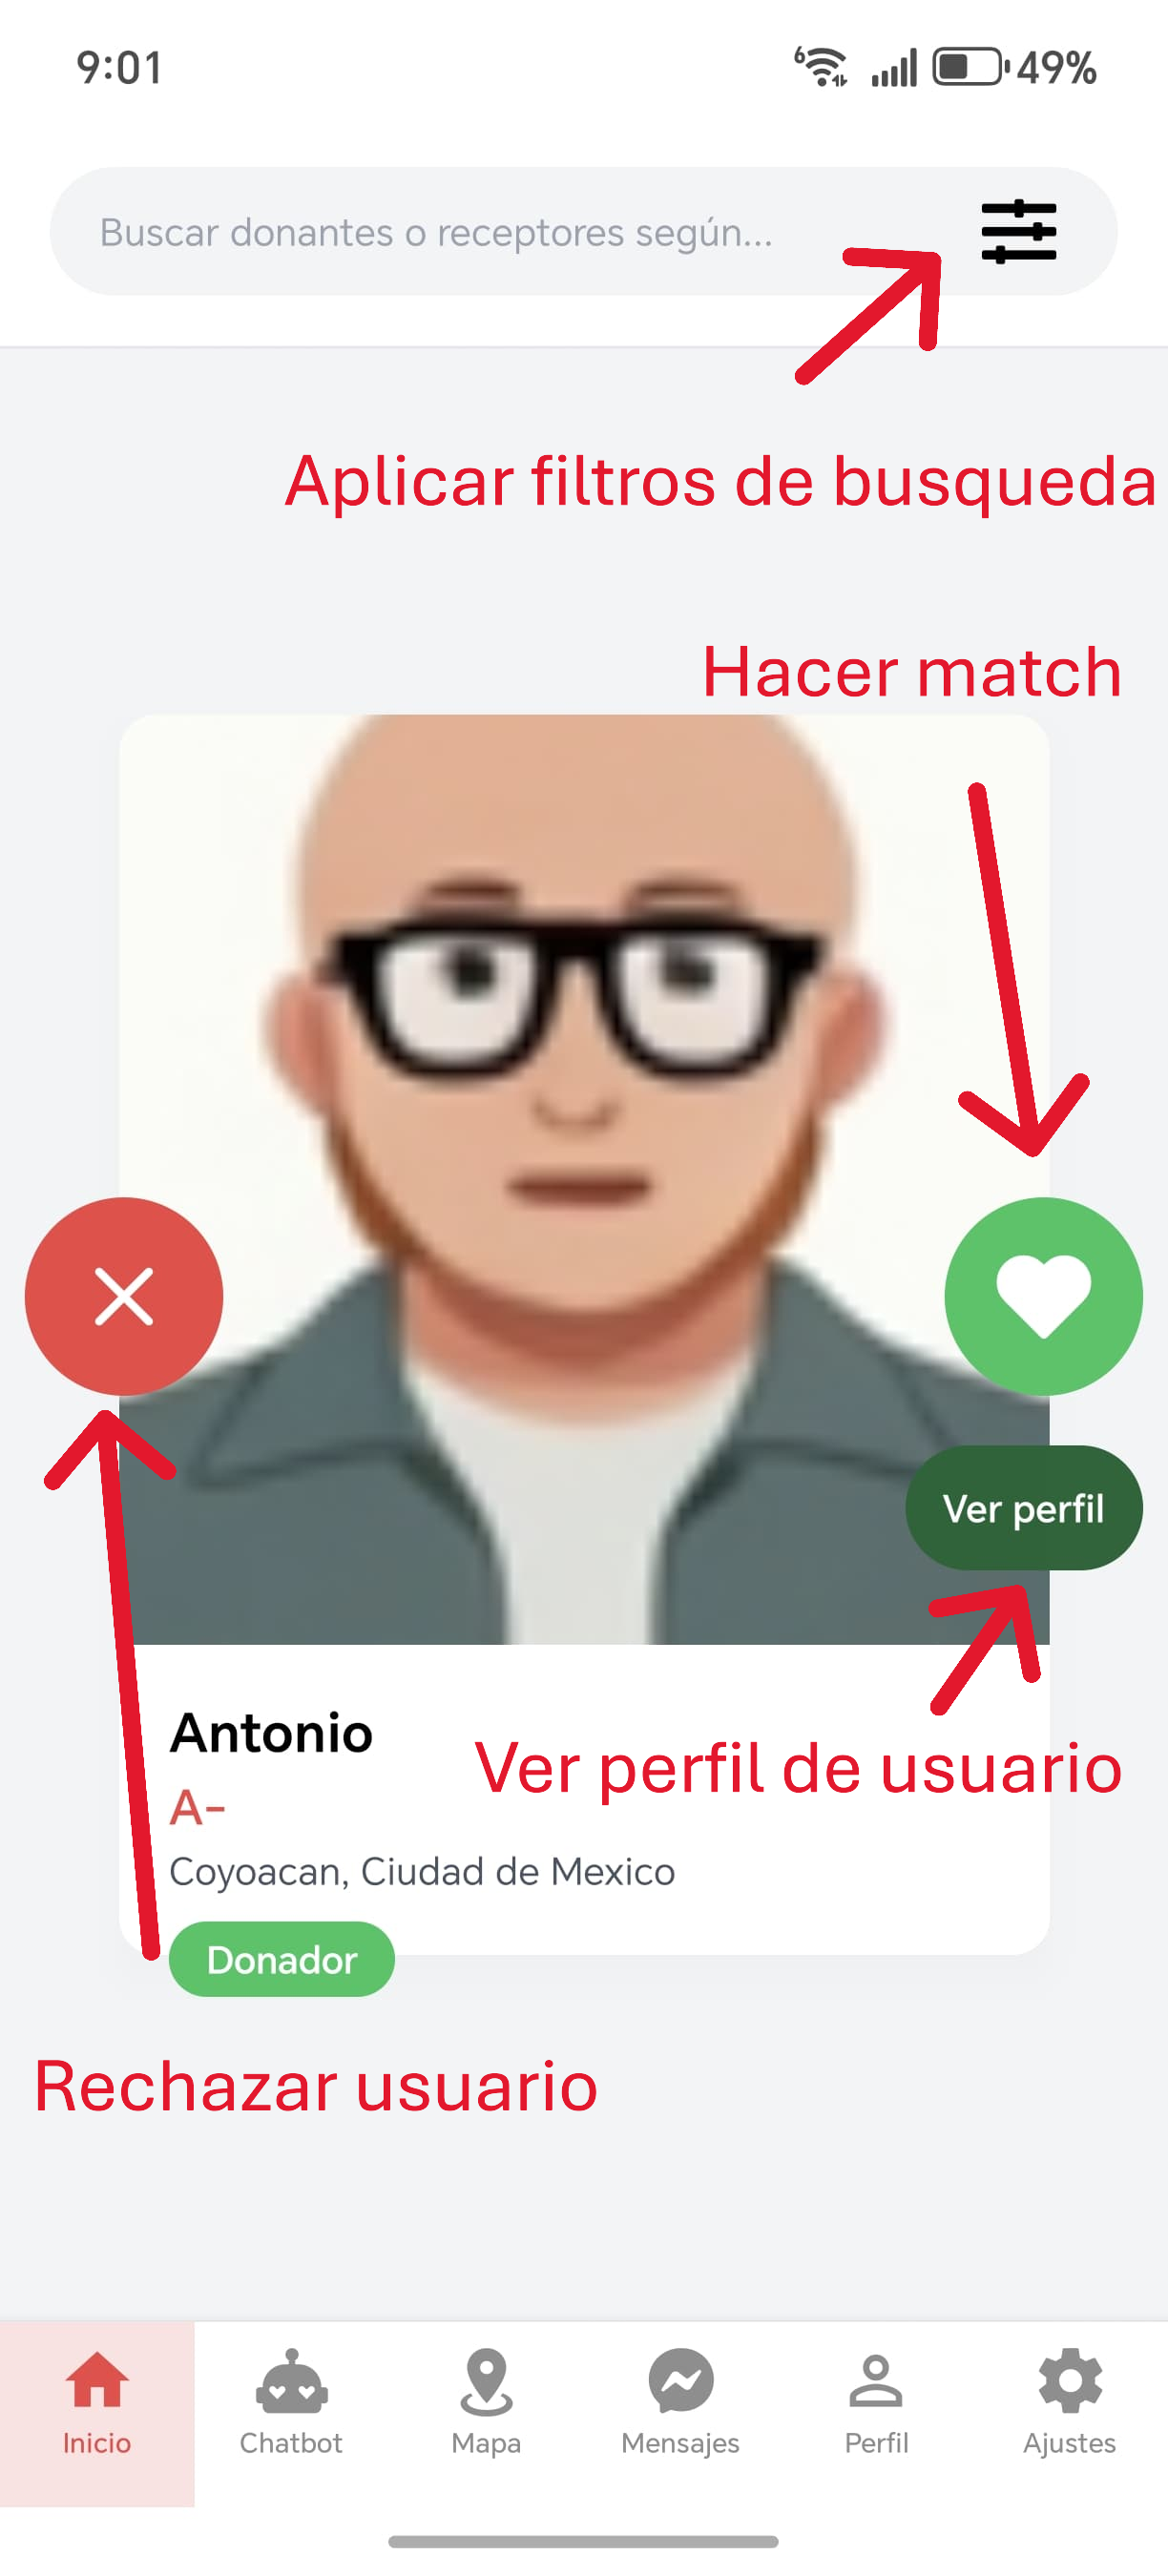 9:01
6
49%
Buscar donantes o receptores según...
Aplicar filtros de busqueda
Hacer match
Ver perfil
Antonio
Ver perfil de usuario
A-
Coyoacan, Ciudad de Mexico
Donador
Rechazar usuario
Inicio
Chatbot
Mapa
Mensajes
Perfil
Ajustes